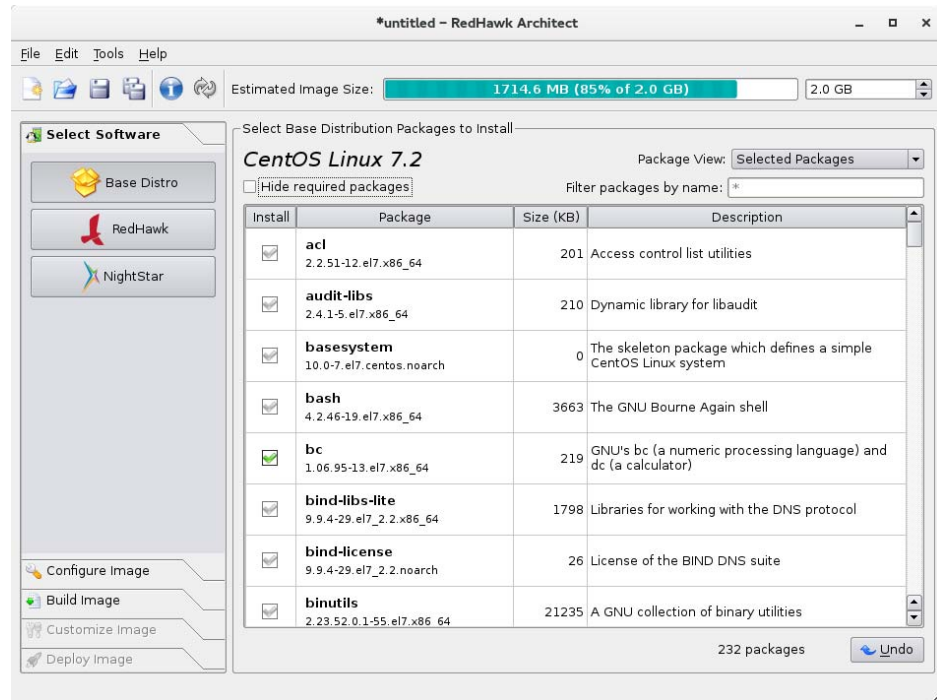 *untitled – RedHawk Architect
File Edit Tools Help
Estimated Image Size: 1714.6 MB (85% of 2.0 GB) 2.0 GB
Select Software
Base Distro
RedHawk
NightStar
Configure Image
Build Image
Customize Image
Deploy Image
Select Base Distribution Packages to Install
CentOS Linux 7.2
Package View: Selected Packages
Hide required packages
Filter packages by name: *
Install Package Size (KB) Description
acl
2.2.51-12.el7.x86_64
201 Access control list utilities
audit-libs
2.4.1-5.el7.x86_64
210 Dynamic library for libaudit
basesystem
10.0-7.el7.centos.noarch
0 The skeleton package which defines a simple
CentOS Linux system
bash
4.2.46-19.el7.x86_64
3663 The GNU Bourne Again shell
bc
1.06.95-13.el7.x86_64
219 GNU's bc (a numeric processing language) and
dc (a calculator)
bind-libs-lite
9.9.4-29.el7_2.2.x86_64
1798 Libraries for working with the DNS protocol
bind-license
9.9.4-29.el7_2.2.noarch
26 License of the BIND DNS suite
binutils
2.23.52.0.1-55.el7.x86_64
21235 A GNU collection of binary utilities
232 packages
Undo